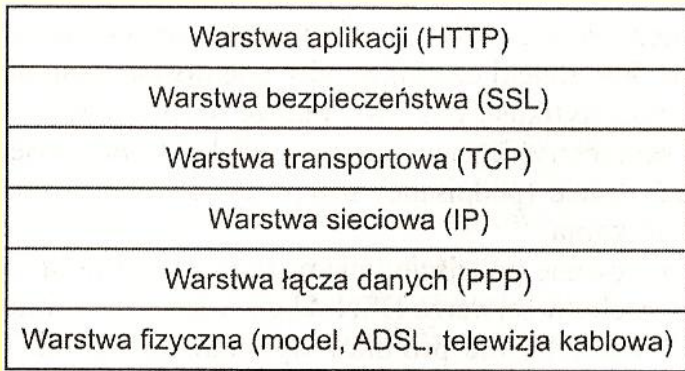 Warstwa aplikacji (HTTP)
Warstwa bezpieczeństwa (SSL)
Warstwa transportowa (TCP)
Warstwa sieciowa (IP)
Warstwa łącza danych (PPP)
Warstwa fizyczna (model, ADSL, telewizja kablowa)